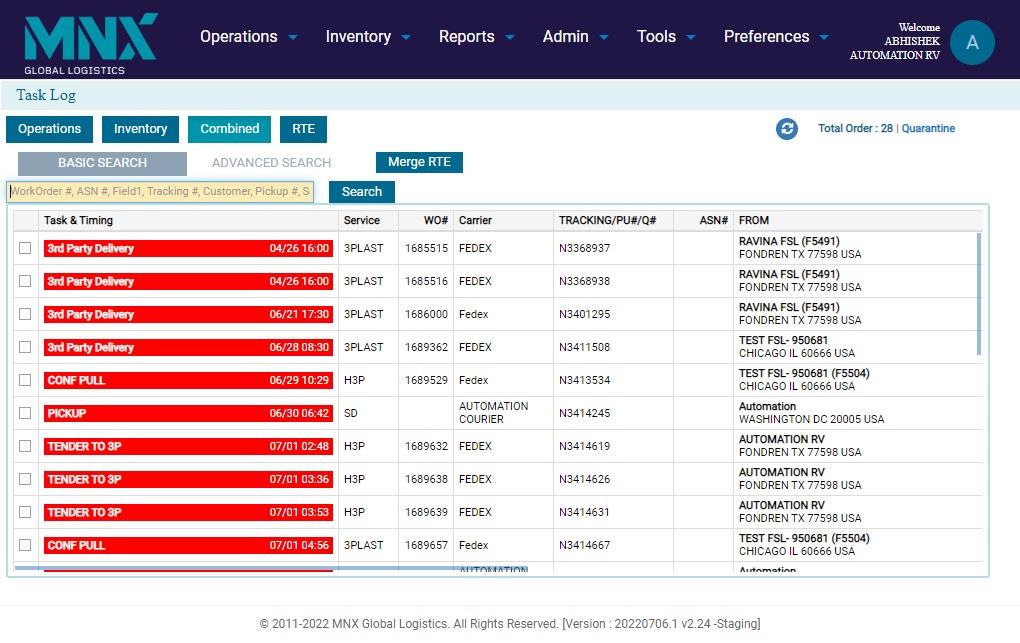 MNX
GLOBAL LOGISTICS
Operations Inventory Reports Admin Tools Preferences
Welcome
ABHISHEK
AUTOMATION RV
A
Task Log
Operations Inventory Combined RTE
Total Order : 28 | Quarantine
BASIC SEARCH ADVANCED SEARCH Merge RTE
WorkOrder #, ASN #, Field1, Tracking #, Customer, Pickup #, S Search
Task & Timing Service WO# Carrier TRACKING/PU#/Q# ASN# FROM
3rd Party Delivery 04/26 16:00 3PLAST 1685515 FEDEX N3368937 RAVINA FSL (F5491)
FONDREN TX 77598 USA
3rd Party Delivery 04/26 16:00 3PLAST 1685516 FEDEX N3368938 RAVINA FSL (F5491)
FONDREN TX 77598 USA
3rd Party Delivery 06/21 17:30 3PLAST 1686000 Fedex N3401295 RAVINA FSL (F5491)
FONDREN TX 77598 USA
3rd Party Delivery 06/28 08:30 3PLAST 1689362 FEDEX N3411508 TEST FSL- 950681
CHICAGO IL 60666 USA
CONF PULL 06/29 10:29 H3P 1689529 Fedex N3413534 TEST FSL- 950681 (F5504)
CHICAGO IL 60666 USA
PICKUP 06/30 06:42 SD AUTOMATION COURIER N3414245 Automation
WASHINGTON DC 20005 USA
TENDER TO 3P 07/01 02:48 H3P 1689632 FEDEX N3414619 AUTOMATION RV
FONDREN TX 77598 USA
TENDER TO 3P 07/01 03:36 H3P 1689638 FEDEX N3414626 AUTOMATION RV
FONDREN TX 77598 USA
TENDER TO 3P 07/01 03:53 H3P 1689639 FEDEX N3414631 AUTOMATION RV
FONDREN TX 77598 USA
CONF PULL 07/01 04:56 3PLAST 1689657 Fedex N3414667 TEST FSL- 950681 (F5504)
CHICAGO IL 60666 USA
AUTOMATION Automation
© 2011-2022 MNX Global Logistics. All Rights Reserved. [Version : 20220706.1 v2.24 -Staging]